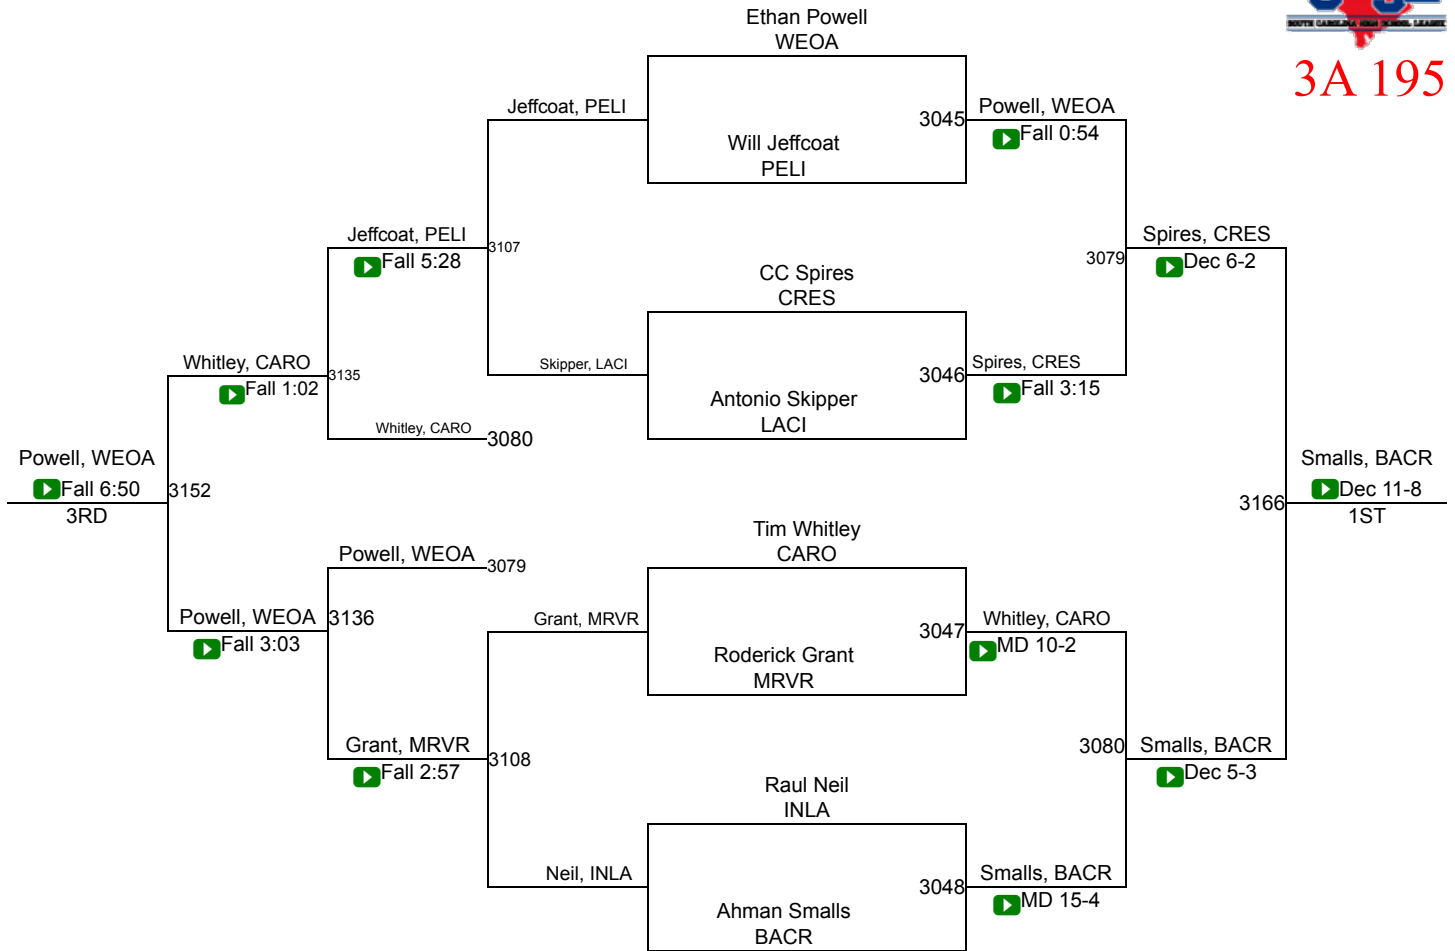 SOUTH CAROLINA HIGH SCHOOL LEAGUE
3A 195
Ethan Powell
WEOA
Jeffcoat, PELI
3045
Powell, WEOA
Fall 0:54
Will Jeffcoat
PELI
Jeffcoat, PELI
Fall 5:28
3107
3079
Spires, CRES
Dec 6-2
CC Spires
CRES
Whitley, CARO
Fall 1:02
3135
Skipper, LACI
3046
Spires, CRES
Fall 3:15
Antonio Skipper
LACI
Whitley, CARO
3080
Powell, WEOA
Fall 6:50
3RD
3152
3166
Smalls, BACR
Dec 11-8
1ST
Tim Whitley
CARO
Powell, WEOA
3079
Powell, WEOA
Fall 3:03
3136
Grant, MRVR
3047
Whitley, CARO
MD 10-2
Roderick Grant
MRVR
Grant, MRVR
Fall 2:57
3108
3080
Smalls, BACR
Dec 5-3
Raul Neil
INLA
Neil, INLA
3048
Smalls, BACR
MD 15-4
Ahman Smalls
BACR